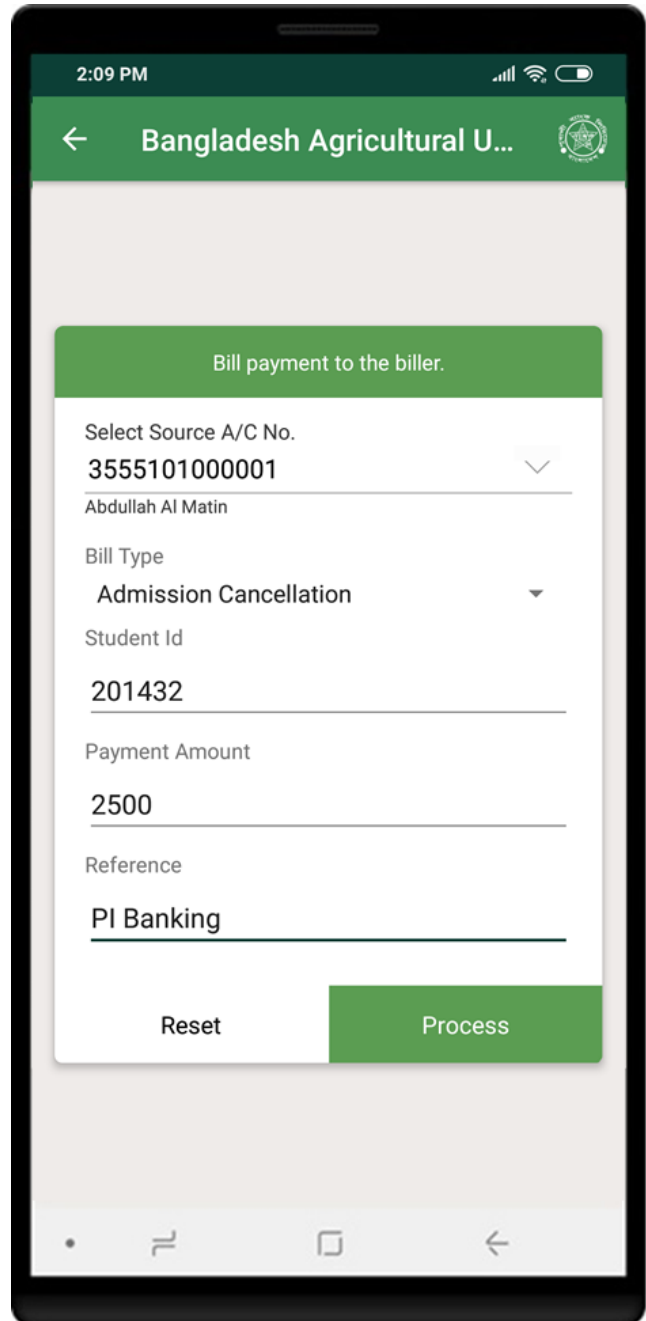 2:09 PM
Bangladesh Agricultural U...
Bill payment to the biller.
Select Source A/C No.
3555101000001
Abdullah Al Matin
Bill Type
Admission Cancellation
Student Id
201432
Payment Amount
2500
Reference
PI Banking
Reset
Process